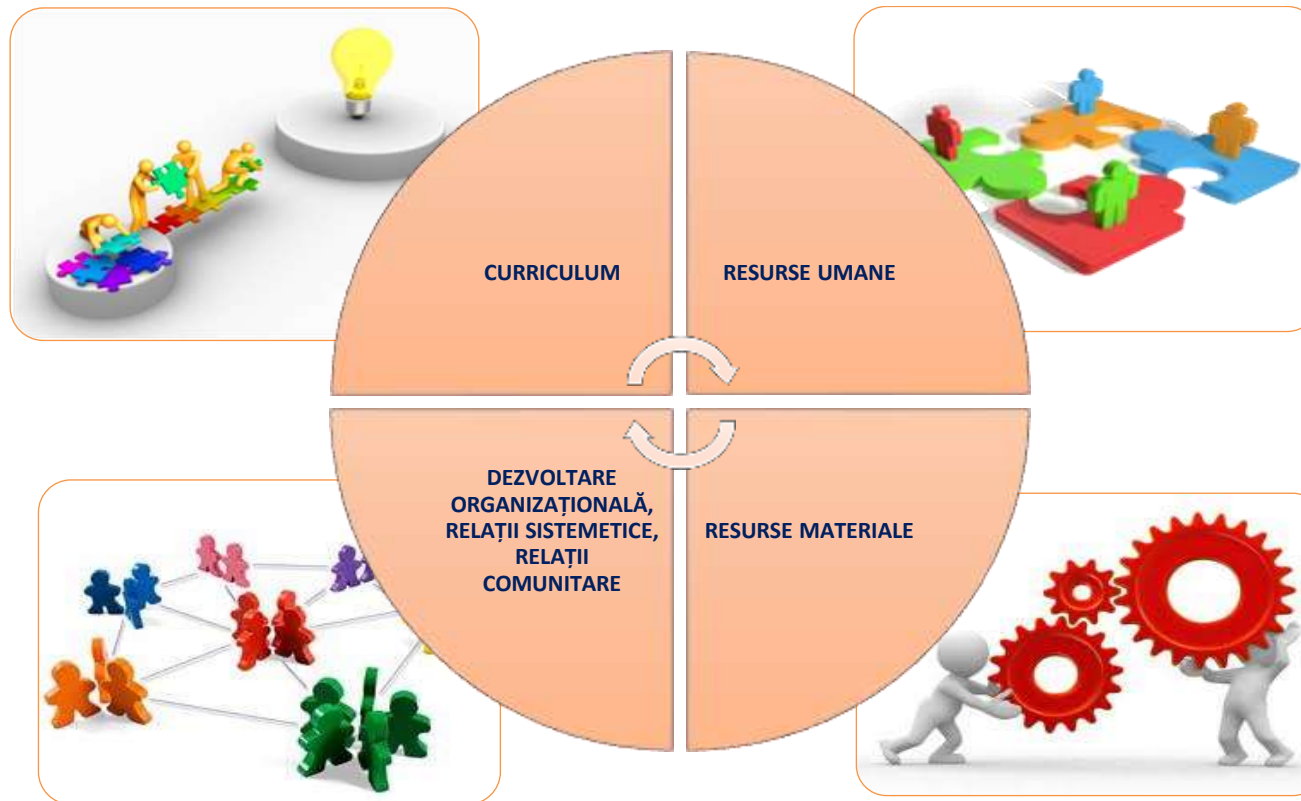 CURRICULUM
RESURSE UMANE
DEZVOLTARE
ORGANIZAȚIONALĂ,
RELAȚII SISTEMETICE,
RELAȚII
COMUNITARE
RESURSE MATERIALE